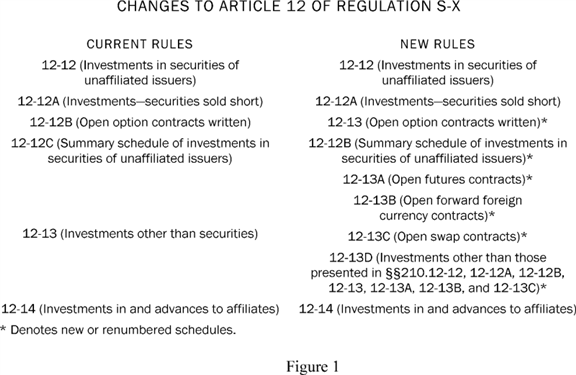 CHANGES TO ARTICLE 12 OF REGULATION S-X
CURRENT RULES
12-12 (Investments in securities of
unaffiliated issuers)
12-12A (Investments—securities sold short)
12-12B (Open option contracts written)
12-12C (Summary schedule of investments in
securities of unaffiliated issuers)
12-13 (Investments other than securities)
12-14 (Investments in and advances to affiliates)
NEW RULES
12-12 (Investments in securities of
unaffiliated issuers)
12-12A (Investments—securities sold short)
12-13 (Open option contracts written)*
12-12B (Summary schedule of investments in
securities of unaffiliated issuers)*
12-13A (Open futures contracts)*
12-13B (Open forward foreign
currency contracts)*
12-13C (Open swap contracts)*
12-13D (Investments other than those
presented in §§210.12-12, 12-12A, 12-12B,
12-13, 12-13A, 12-13B, and 12-13C)*
12-14 (Investments in and advances to affiliates)
* Denotes new or renumbered schedules.
Figure 1